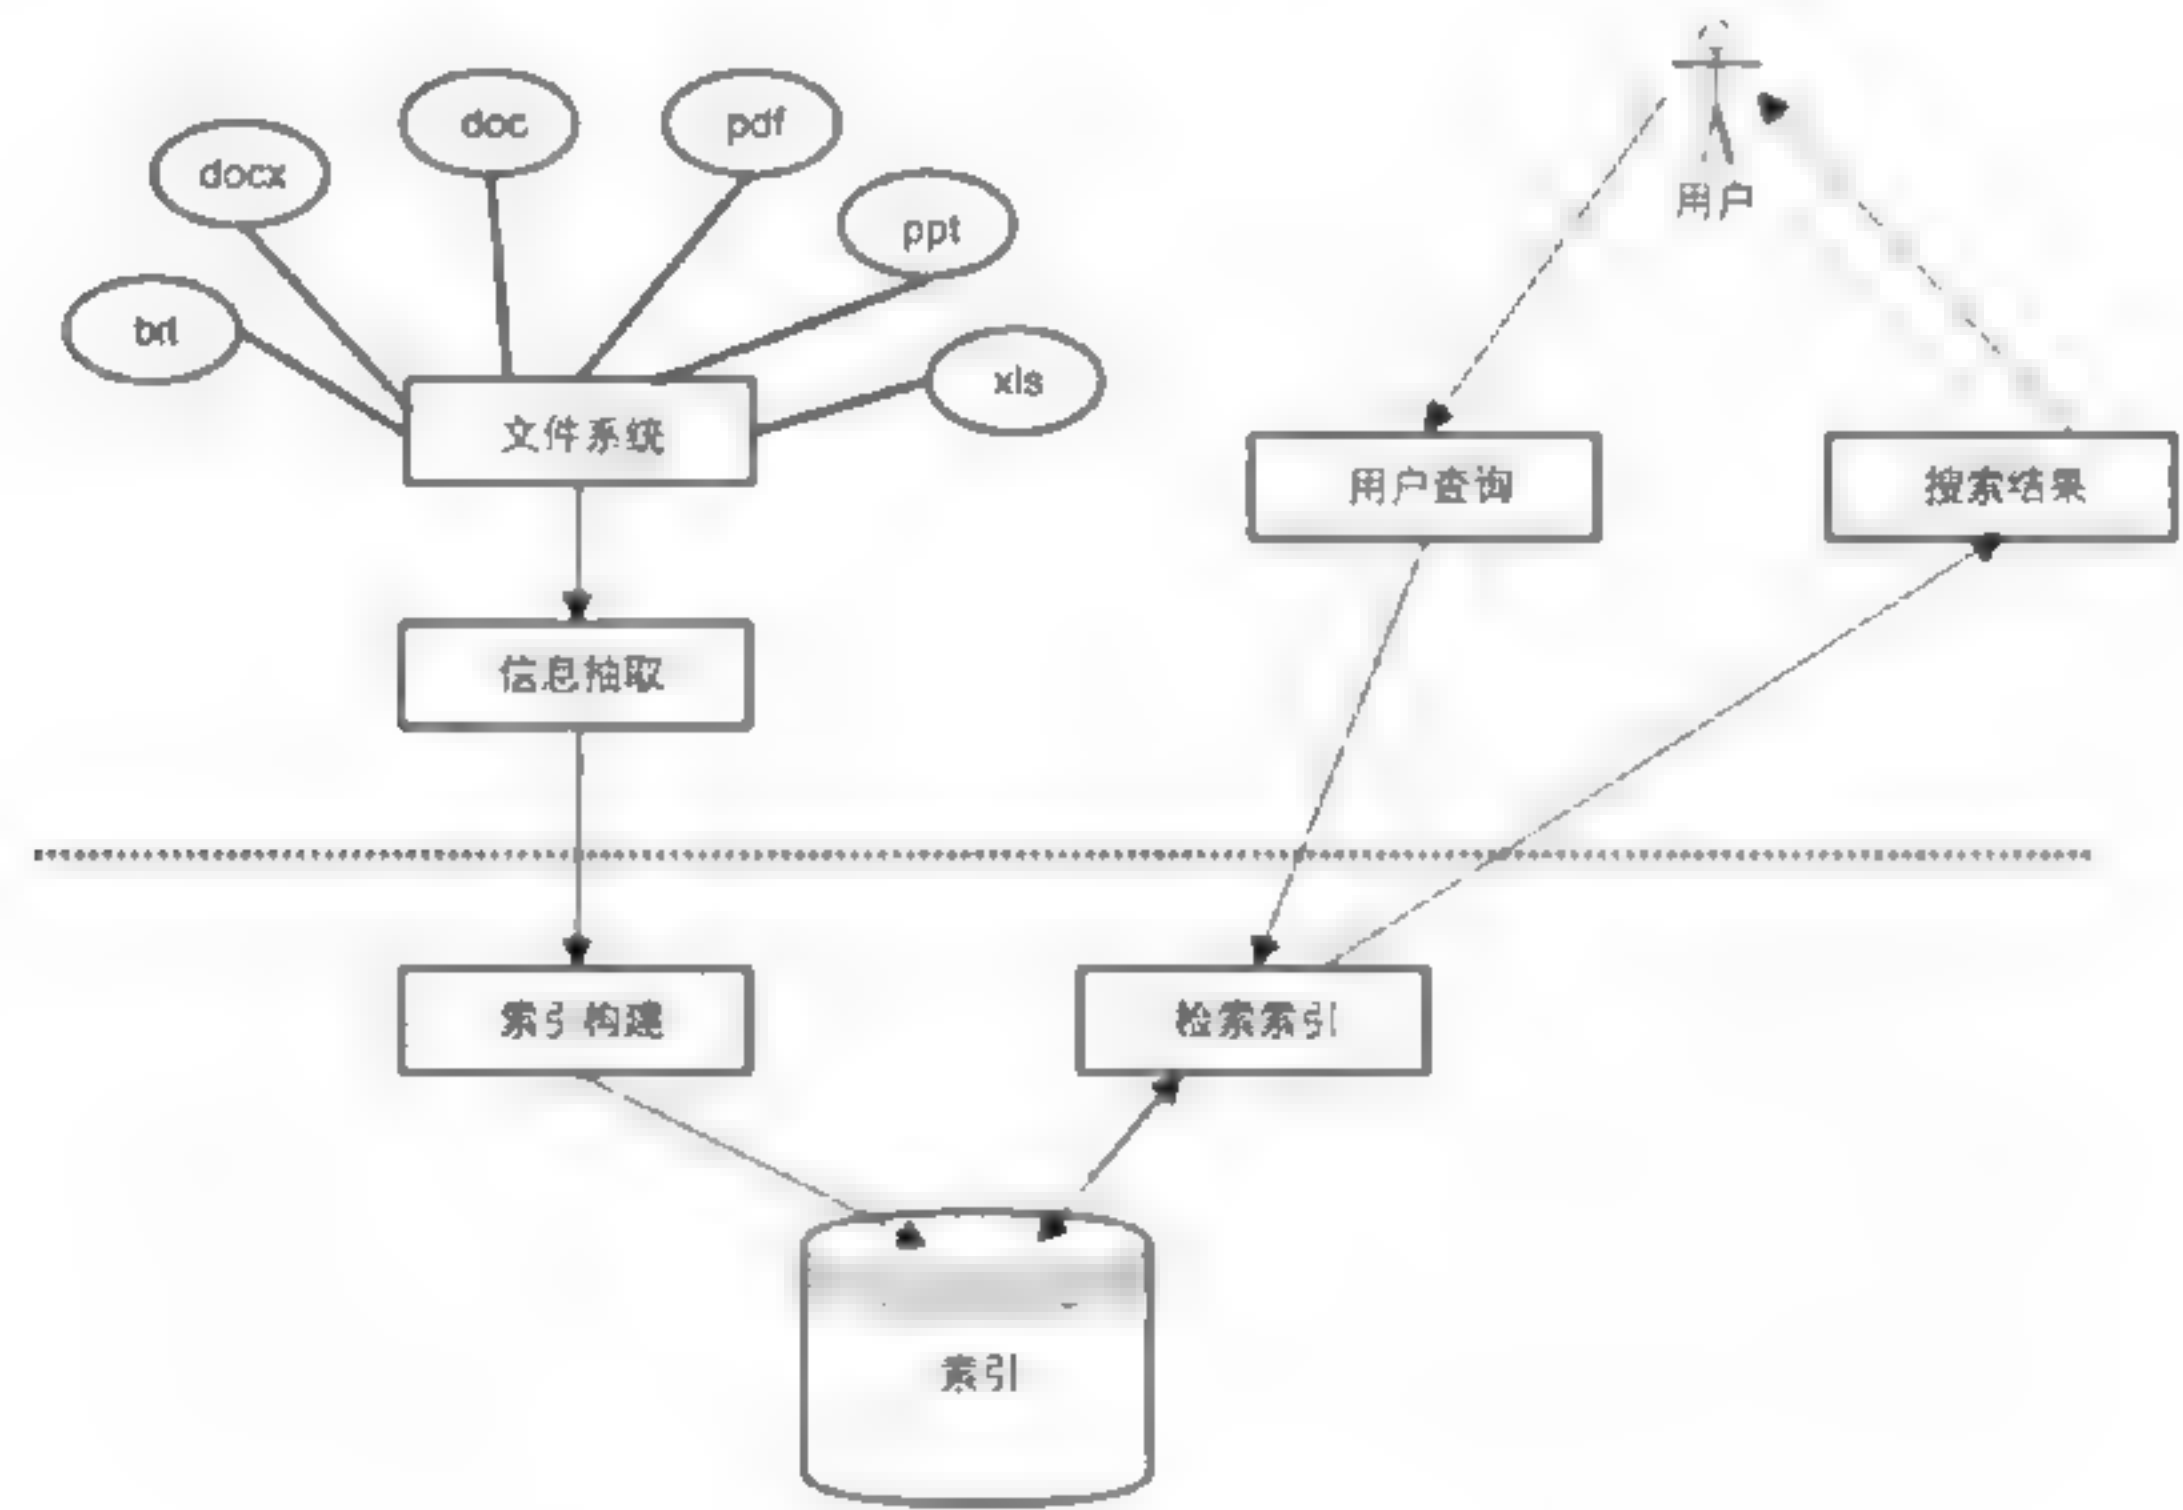 doc
pdf
docx
ppt
txt
xls
用户
文件系统
用户查询
搜索结果
信息抽取
索引构建
检索索引
索引